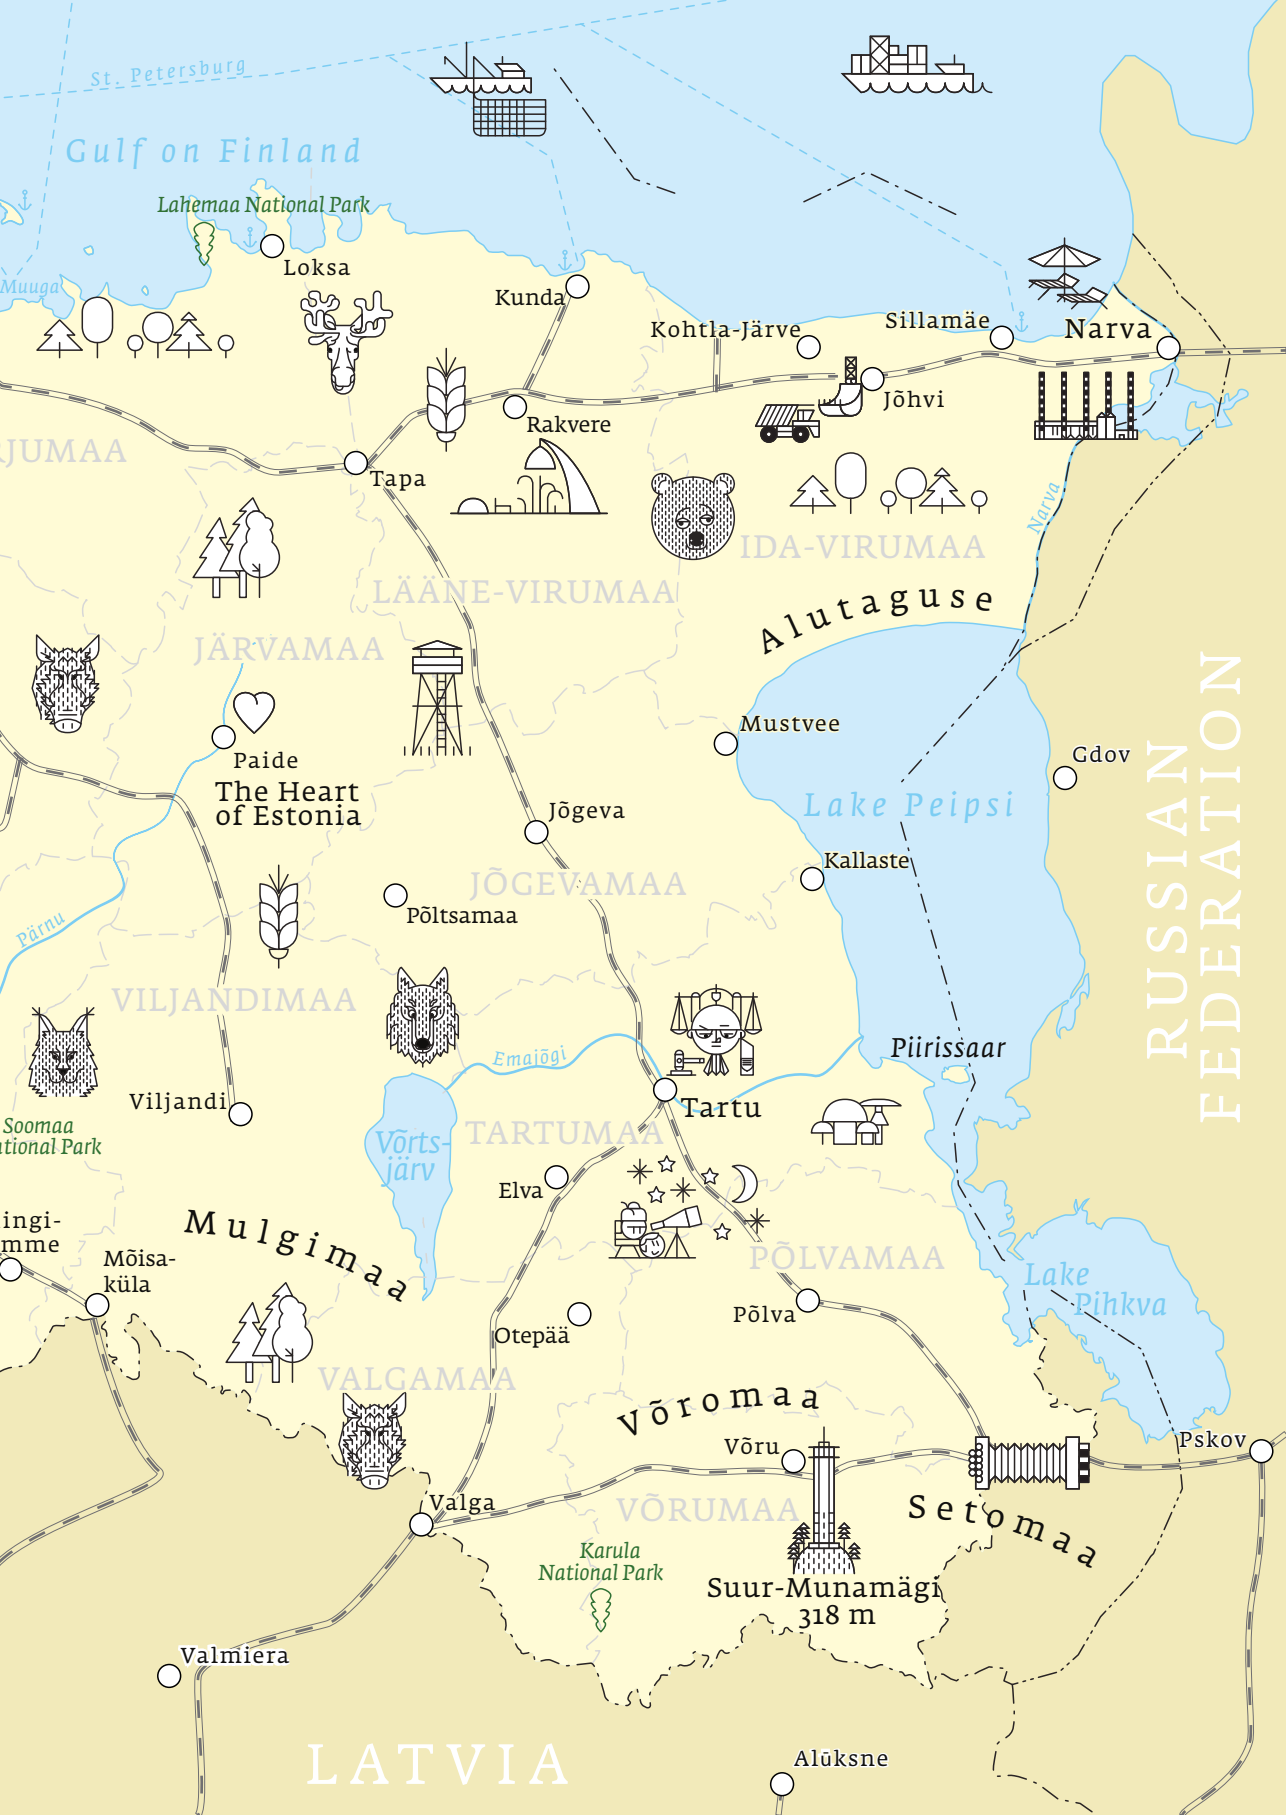 St. Petersburg
Gulf on Finland
Lahemaa National Park
Loksa
Muuga
Kunda
Kohtla-Järve
Sillamäe
Narva
Jõhvi
Rakvere
RJUMAA
Tapa
Narva
IDA-VIRUMAA
LÄÄNE-VIRUMAA
Alutaguse
JÄRVAMAA
Mustvee
Gdov
Paide
The Heart
of Estonia
Lake Peipsi
RUSSIAN
FEDERATION
Jõgeva
Kallaste
JÕGEVAMAA
Põltsamaa
Pärnu
VILJANDIMAA
Piirissaar
Emajõgi
Viljandi
Tartu
Soomaa
ational Park
Võrts-
järv
TARTUMAA
Elva
Mulgimaa
ingi-
mme
Mõisa-
küla
PÕLVAMAA
Lake
Pihkva
Põlva
Otepää
VALGAMAA
Võromaa
Võru
Pskov
Valga
VÕRUMAA
Setomaa
Karula
National Park
Suur-Munamägi
318 m
Valmiera
LATVIA
Alūksne